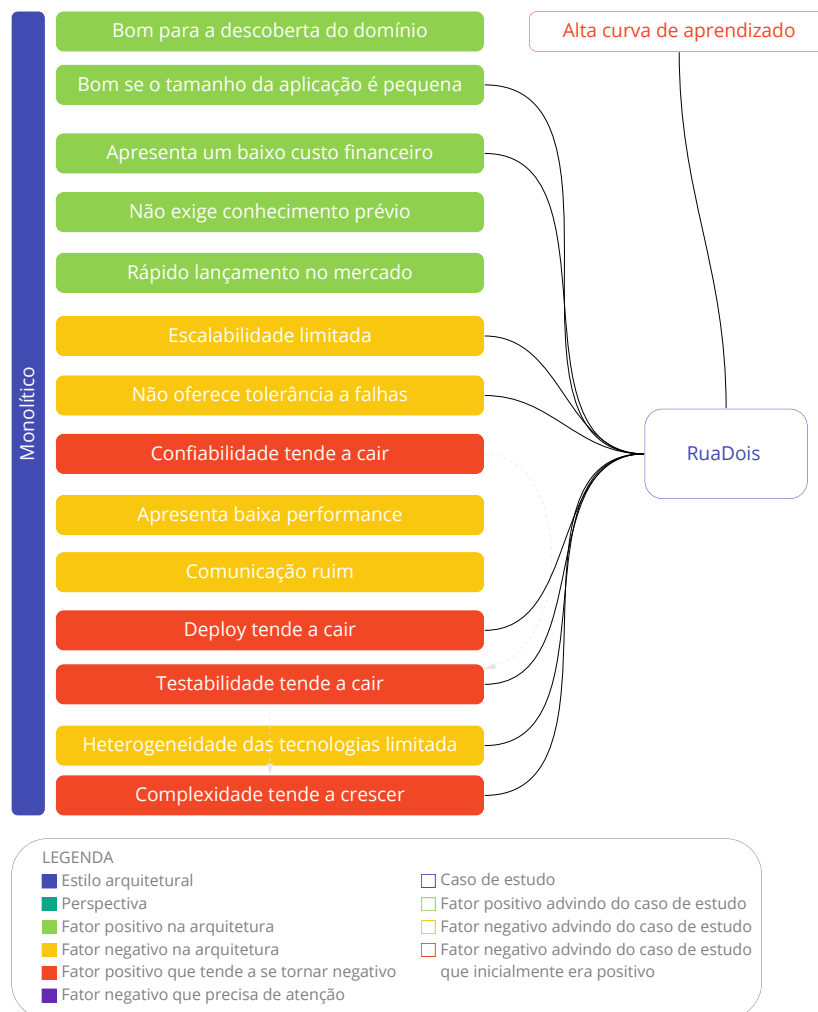 Bom para a descoberta do domínio
Alta curva de aprendizado
Bom se o tamanho da aplicação é pequena
Apresenta um baixo custo financeiro
Não exige conhecimento prévio
Rápido lançamento no mercado
Escalabilidade limitada
Não oferece tolerância a falhas
Monolítico
Confiabilidade tende a cair
RuaDois
Apresenta baixa performance
Comunicação ruim
Deploy tende a cair
Testabilidade tende a cair
Heterogeneidade das tecnologias limitada
Complexidade tende a crescer
LEGENDA
Estilo arquitetural
Perspectiva
Fator positivo na arquitetura
Fator negativo na arquitetura
Fator positivo que tende a se tornar negativo
Fator negativo que precisa de atenção
Caso de estudo
Fator positivo advindo do caso de estudo
Fator negativo advindo do caso de estudo
Fator negativo advindo do caso de estudo
que inicialmente era positivo